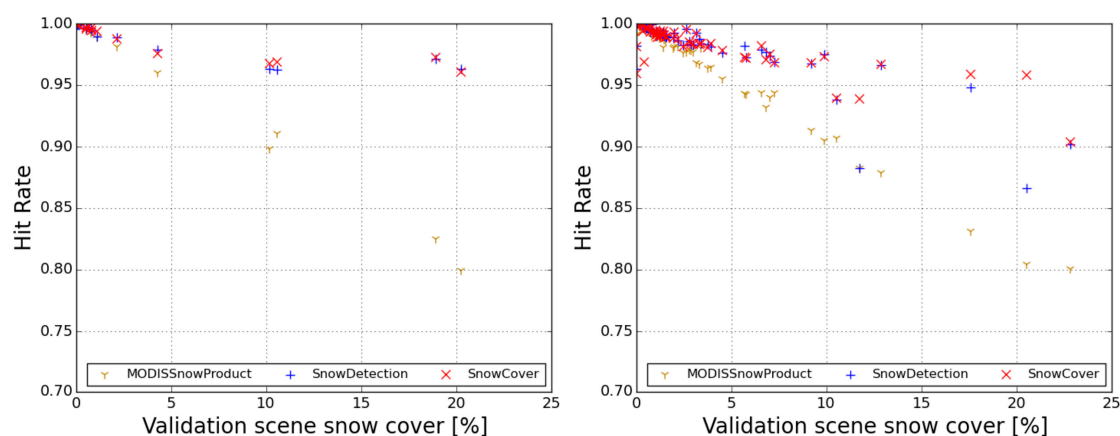 1.00
0.95
0.90
0.85
0.80
0.75
0.70
Hit Rate
0 5 10 15 20 25
Validation scene snow cover [%]
MODISSnowProduct SnowDetection SnowCover
1.00
0.95
0.90
0.85
0.80
0.75
0.70
Hit Rate
0 5 10 15 20 25
Validation scene snow cover [%]
MODISSnowProduct SnowDetection SnowCover